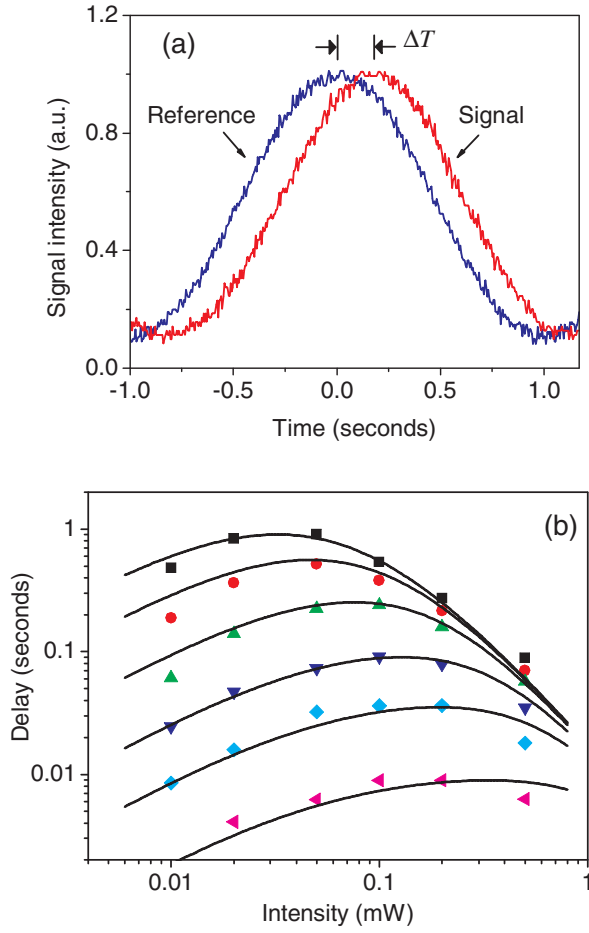 (a)
ΔT
Reference
Signal
Signal intensity (a.u.)
1.2
0.8
0.4
0.0
-1.0 -0.5 0.0 0.5 1.0
Time (seconds)
(b)
Delay (seconds)
1
0.1
0.01
0.01 0.1 1
Intensity (mW)